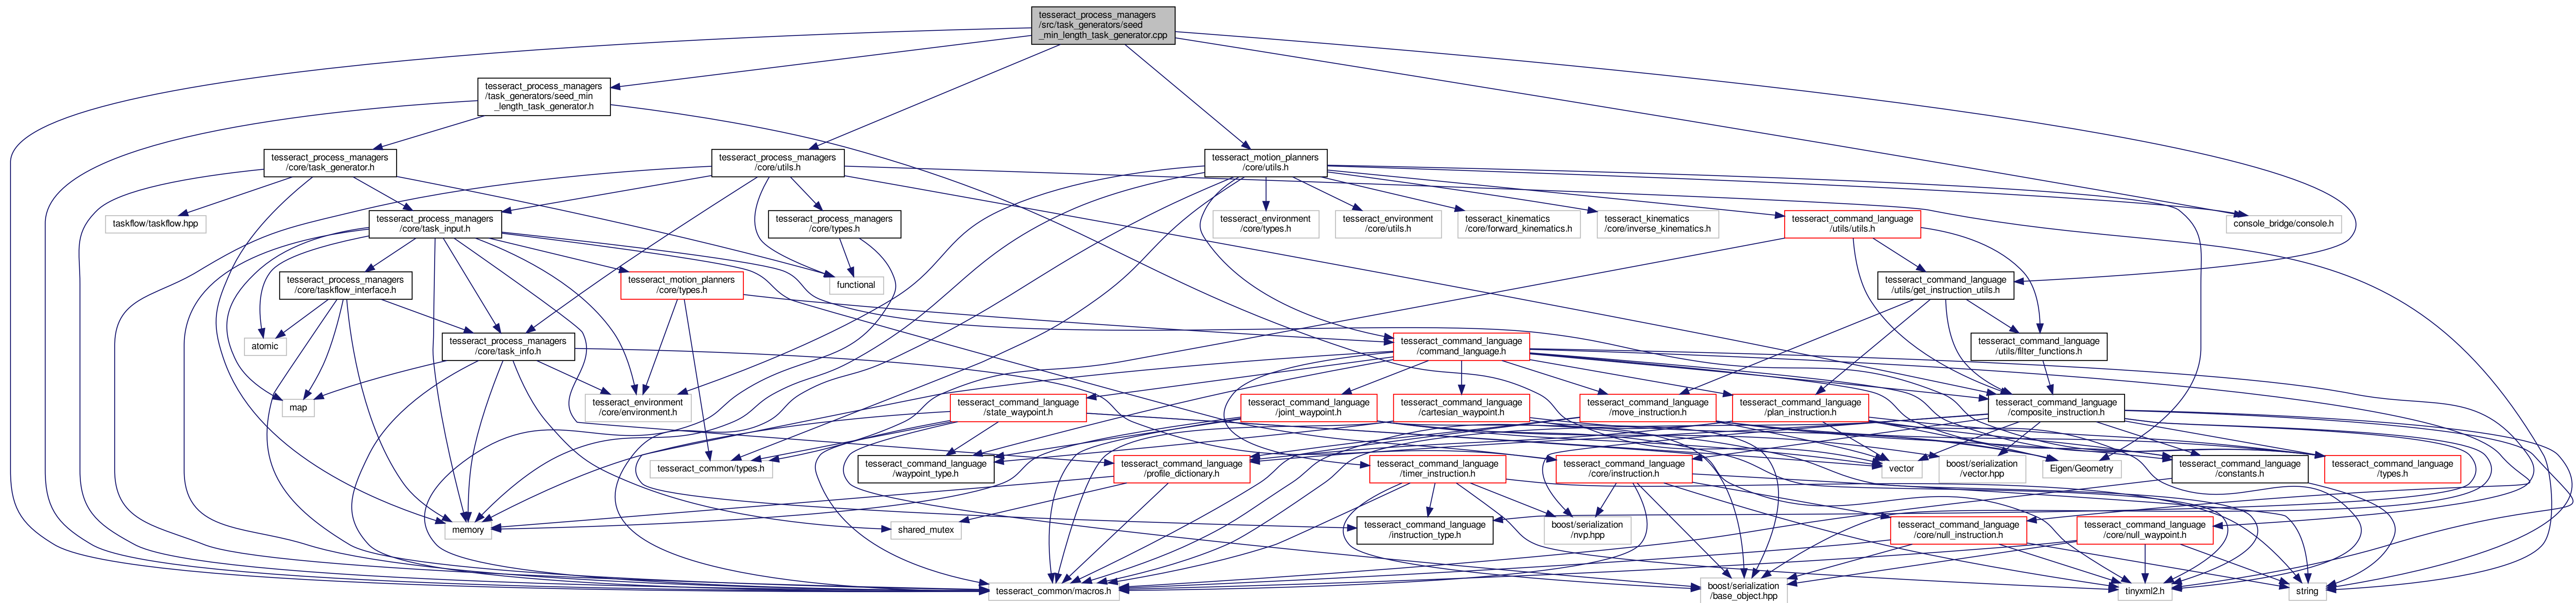 tesseract_process_managers
/src/task_generators/seed
_min_length_task_generator.cpp
tesseract_process_managers
/task_generators/seed_min
_length_task_generator.h
tesseract_process_managers
/core/task_generator.h
tesseract_process_managers
/core/utils.h
tesseract_motion_planners
/core/utils.h
taskflow/taskflow.hpp
tesseract_process_managers
/core/task_input.h
tesseract_process_managers
/core/types.h
tesseract_environment
/core/types.h
tesseract_environment
/core/utils.h
tesseract_kinematics
/core/forward_kinematics.h
tesseract_kinematics
/core/inverse_kinematics.h
tesseract_command_language
/utils/utils.h
console_bridge/console.h
tesseract_process_managers
/core/taskflow_interface.h
tesseract_motion_planners
/core/types.h
functional
tesseract_command_language
/utils/get_instruction_utils.h
atomic
tesseract_process_managers
/core/task_info.h
tesseract_command_language
/command_language.h
tesseract_command_language
/utils/filter_functions.h
map
tesseract_environment
/core/environment.h
tesseract_command_language
/state_waypoint.h
tesseract_command_language
/joint_waypoint.h
tesseract_command_language
/cartesian_waypoint.h
tesseract_command_language
/move_instruction.h
tesseract_command_language
/plan_instruction.h
tesseract_command_language
/composite_instruction.h
tesseract_common/types.h
tesseract_command_language
/waypoint_type.h
tesseract_command_language
/profile_dictionary.h
tesseract_command_language
/timer_instruction.h
tesseract_command_language
/core/instruction.h
vector
boost/serialization
/vector.hpp
Eigen/Geometry
tesseract_command_language
/constants.h
tesseract_command_language
/types.h
memory
shared_mutex
tesseract_command_language
/instruction_type.h
boost/serialization
/nvp.hpp
tesseract_command_language
/core/null_instruction.h
tesseract_command_language
/core/null_waypoint.h
tesseract_common/macros.h
boost/serialization
/base_object.hpp
tinyxml2.h
string